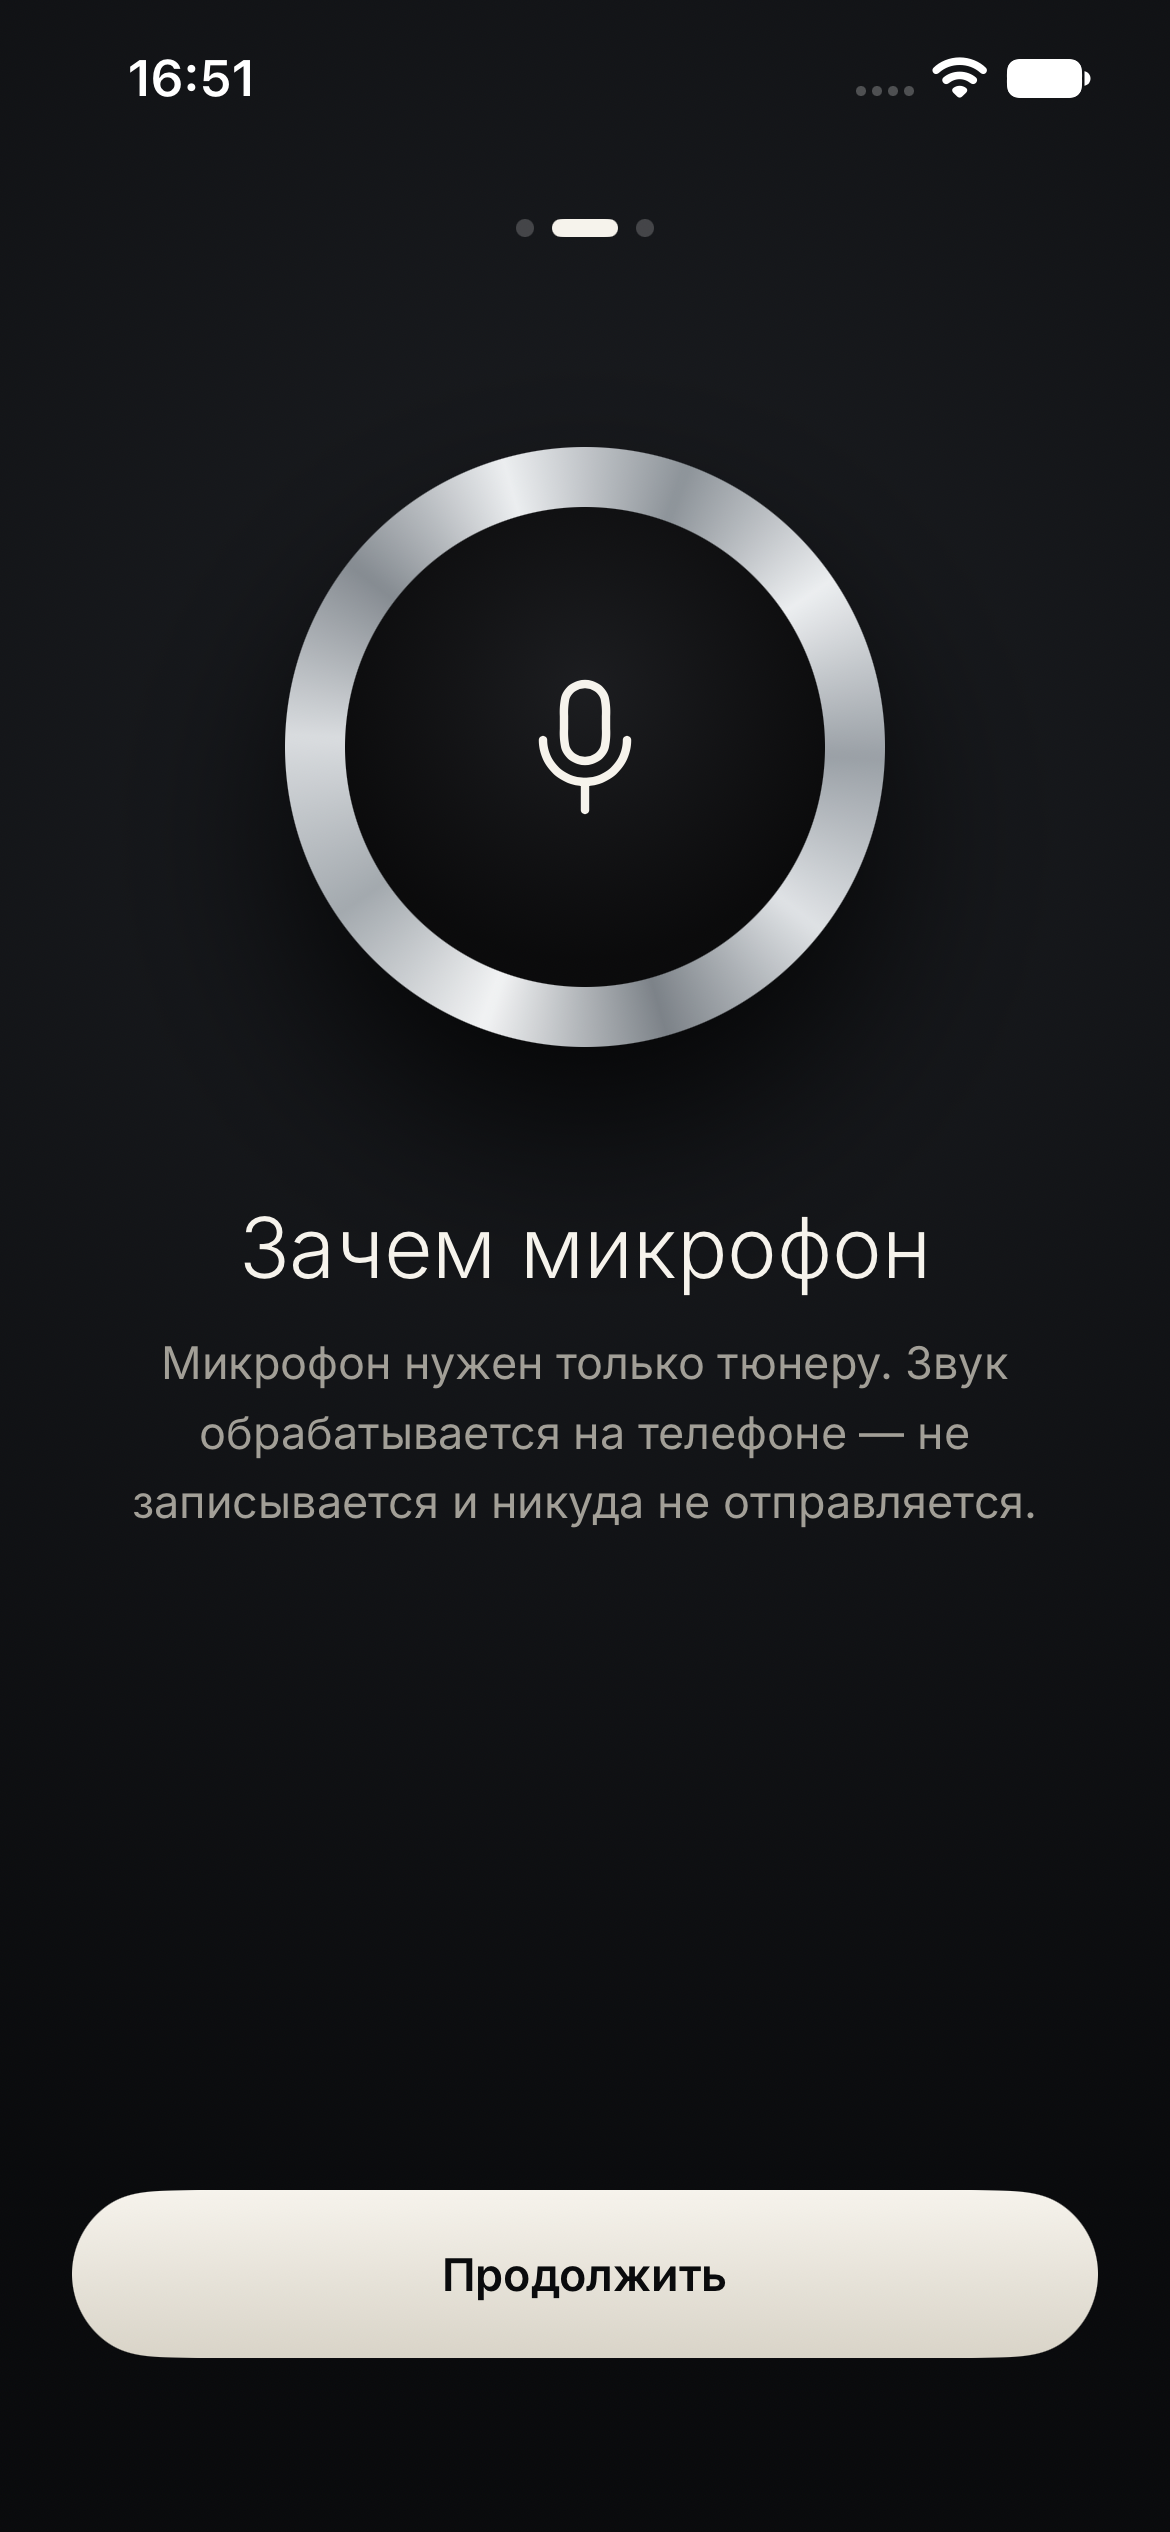 16:51
Зачем микрофон
Микрофон нужен только тюнеру. Звук
обрабатывается на телефоне — не
записывается и никуда не отправляется.
Продолжить